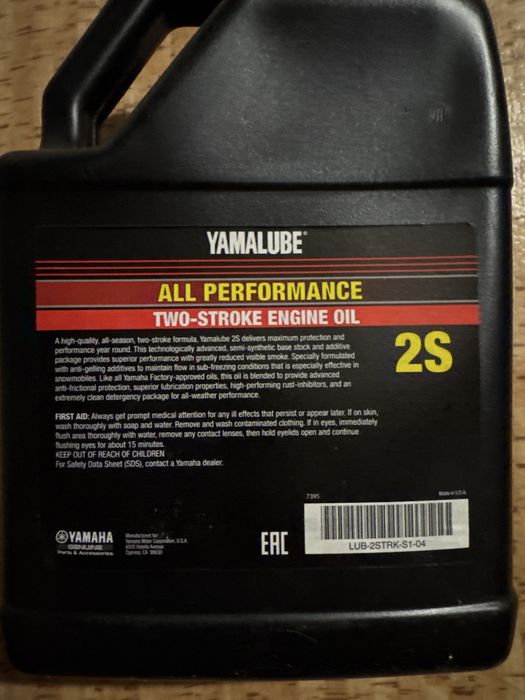 YAMALUBE®
ALL PERFORMANCE
TWO-STROKE ENGINE OIL
2S
A high-quality, all-season, two-stroke formula, Yamalube 2S delivers maximum protection and
performance year round. This technologically advanced, semi-synthetic base stock and additive
package provides superior performance with greatly reduced visible smoke. Specially formulated
with anti-gelling additives to maintain flow in sub-freezing conditions that is especially effective in
snowmobiles. Like all Yamaha Factory-approved oils, this oil is blended to provide advanced
anti-frictional protection, superior lubrication properties, high-performing rust-inhibitors, and an
extremely clean detergency package for all-weather performance.
FIRST AID: Always get prompt medical attention for any ill effects that persist or appear later. If on skin,
wash thoroughly with soap and water. Remove and wash contaminated clothing. If in eyes, immediately
flush area thoroughly with water, remove any contact lenses, then hold eyelids open and continue
flushing eyes for about 15 minutes.
KEEP OUT OF REACH OF CHILDREN
For Safety Data Sheet (SDS), contact a Yamaha dealer.
7395
Made in U.S.A.
YAMAHA
GENUINE
Parts & Accessories
Manufactured for:
Yamaha Motor Corporation, U.S.A.
6555 Katella Avenue
Cypress, CA 90630
EAC
LUB-2STRK-S1-04